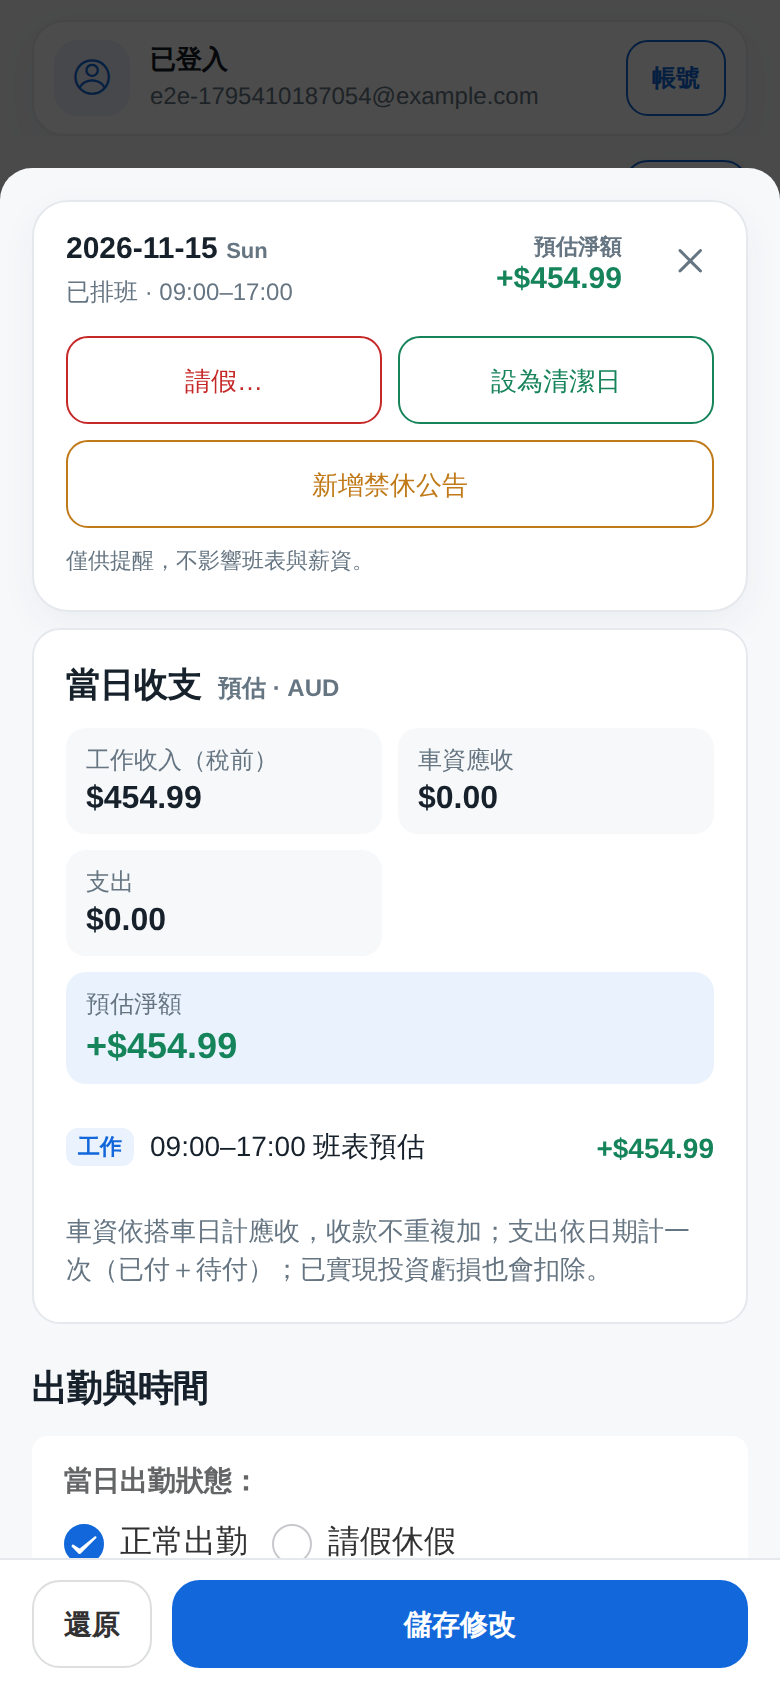 已登入
e2e-1795410187054@example.com
帳號
2026-11-15 Sun
已排班 · 09:00–17:00
預估淨額
+$454.99
請假…
設為清潔日
新增禁休公告
僅供提醒，不影響班表與薪資。
當日收支 預估 · AUD
工作收入（稅前）
$454.99
車資應收
$0.00
支出
$0.00
預估淨額
+$454.99
工作 09:00–17:00 班表預估 +$454.99
車資依搭車日計應收，收款不重複加；支出依日期計一
次（已付＋待付）；已實現投資虧損也會扣除。
出勤與時間
當日出勤狀態：
正常出勤 請假休假
還原
儲存修改